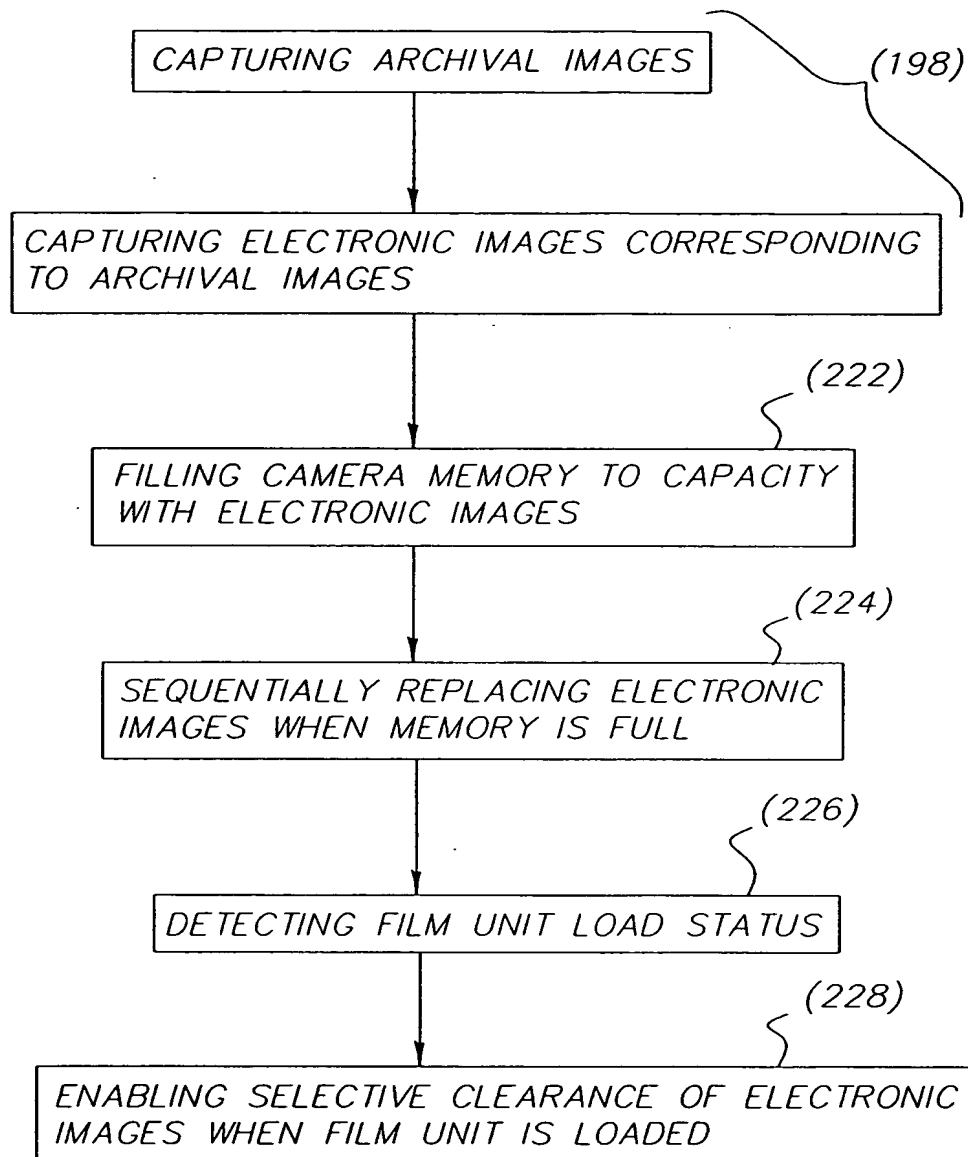 CAPTURING ARCHIVAL IMAGES
(198)
CAPTURING ELECTRONIC IMAGES CORRESPONDING
TO ARCHIVAL IMAGES
(222)
FILLING CAMERA MEMORY TO CAPACITY
WITH ELECTRONIC IMAGES
(224)
SEQUENTIALLY REPLACING ELECTRONIC
IMAGES WHEN MEMORY IS FULL
(226)
DETECTING FILM UNIT LOAD STATUS
(228)
ENABLING SELECTIVE CLEARANCE OF ELECTRONIC
IMAGES WHEN FILM UNIT IS LOADED